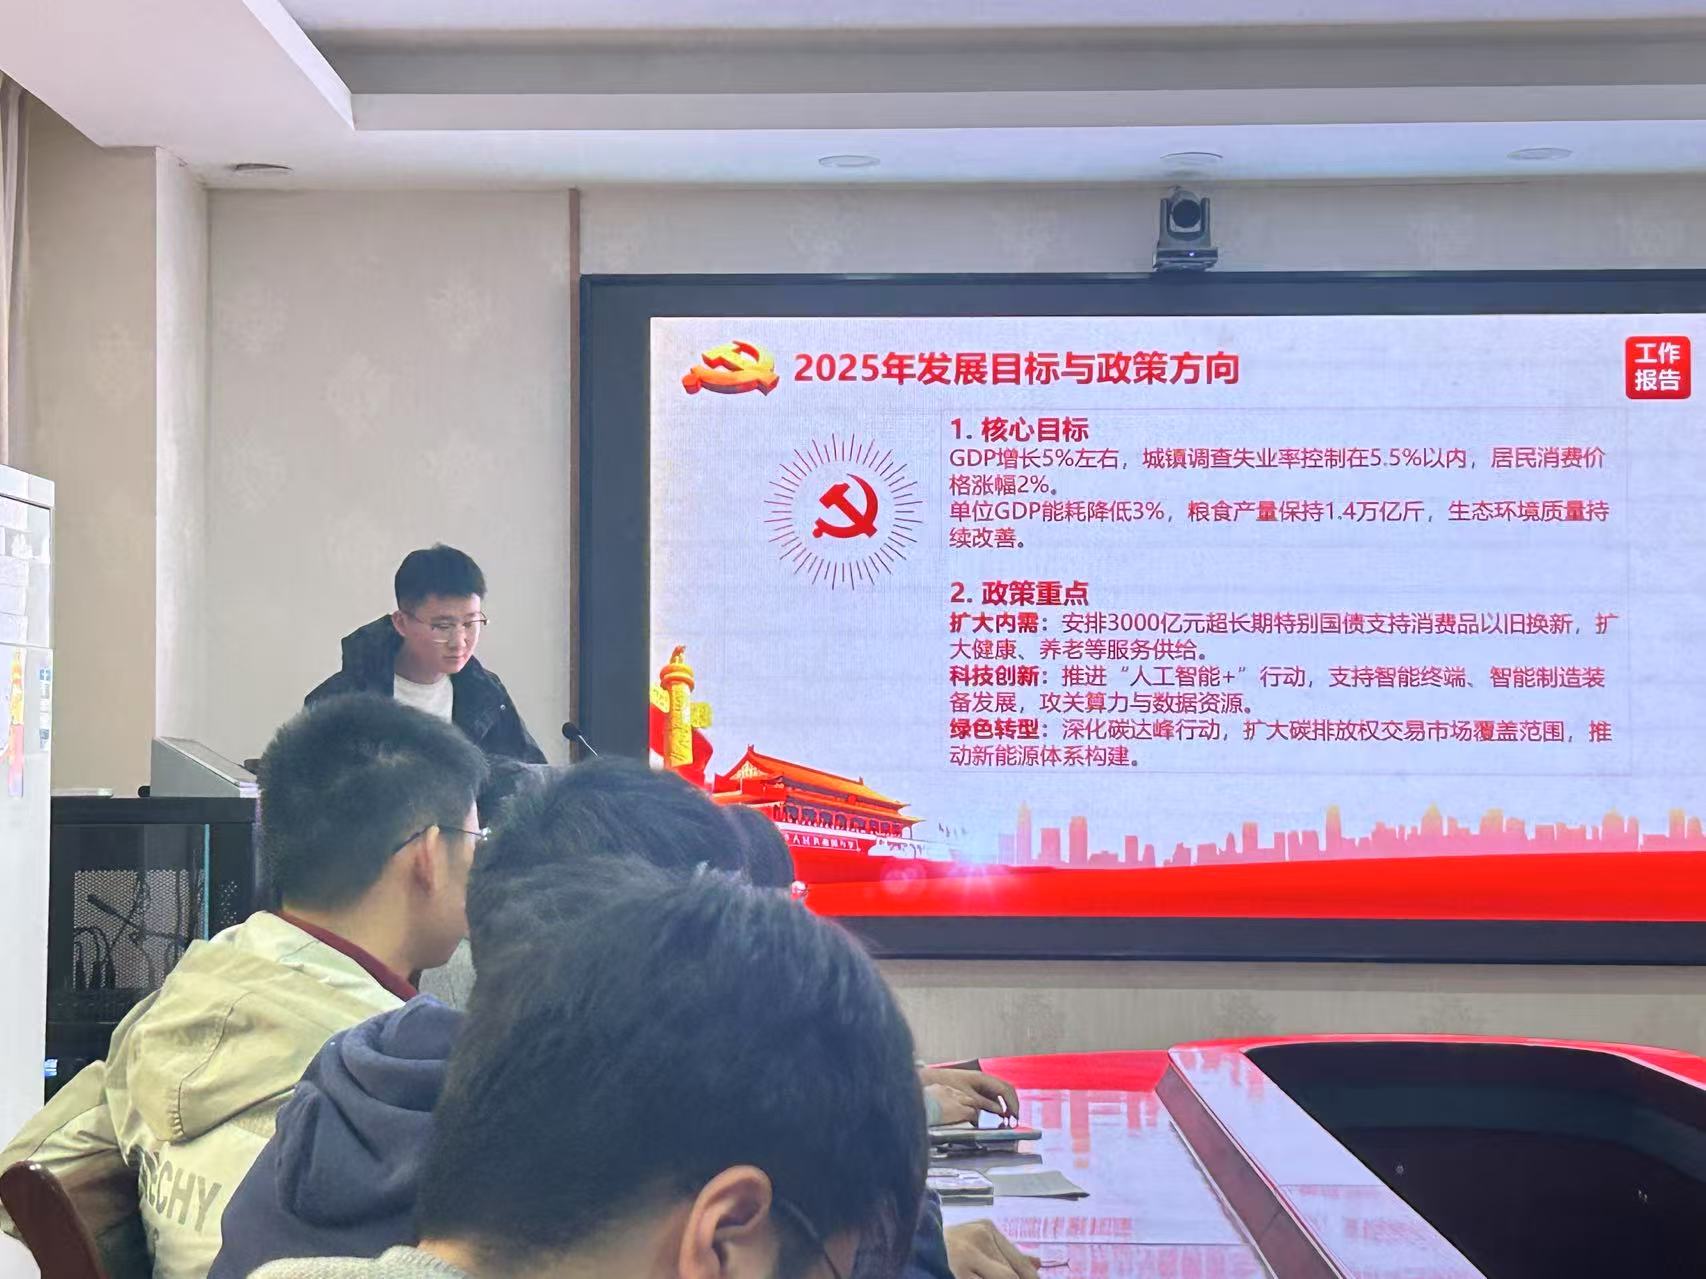 2025年发展目标与政策方向
工作
报告
1. 核心目标
GDP增长5%左右，城镇调查失业率控制在5.5%以内，居民消费价
格涨幅2%。
单位GDP能耗降低3%，粮食产量保持1.4万亿斤，生态环境质量持
续改善。
2. 政策重点
扩大内需：安排3000亿元超长期特别国债支持消费品以旧换新，扩
大健康、养老等服务供给。
科技创新：推进“人工智能+”行动，支持智能终端、智能制造装
备发展，攻关算力与数据资源。
绿色转型：深化碳达峰行动，扩大碳排放权交易市场覆盖范围，推
动新能源体系构建。